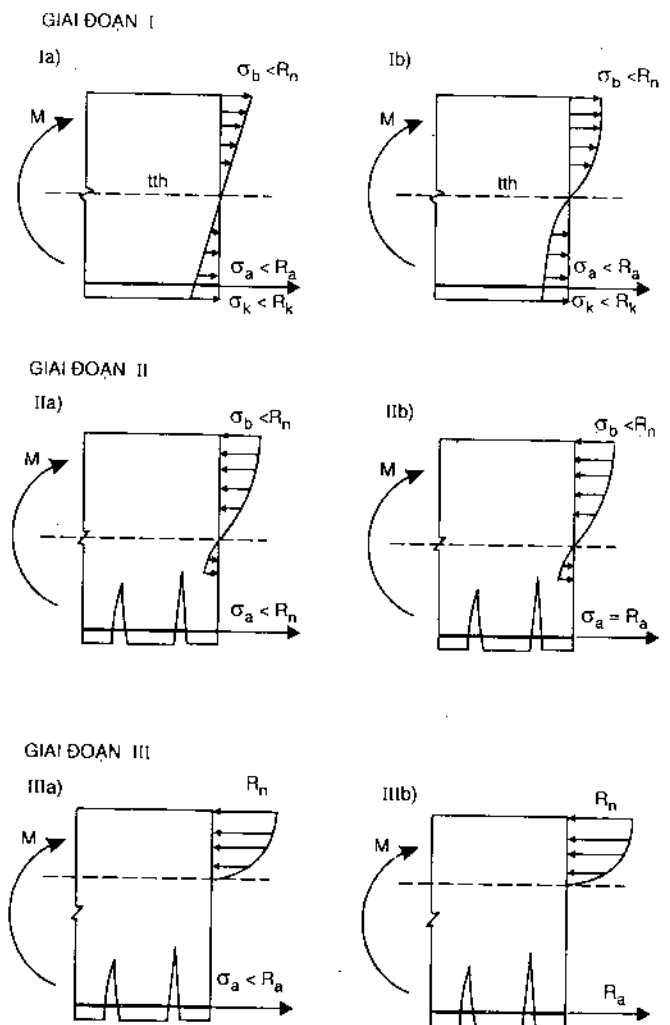 GIAI ĐOẠN I
Ia)
σb < Rn
M
tth
σa < Ra
σk < Rk
Ib)
σb < Rn
M
tth
σa < Ra
σk < Rk
GIAI ĐOẠN II
IIa)
σb < Rn
M
σa < Rn
IIb)
σb < Rn
M
σa = Ra
GIAI ĐOẠN III
IIIa)
Rn
M
σa < Ra
IIIb)
Rn
M
Ra